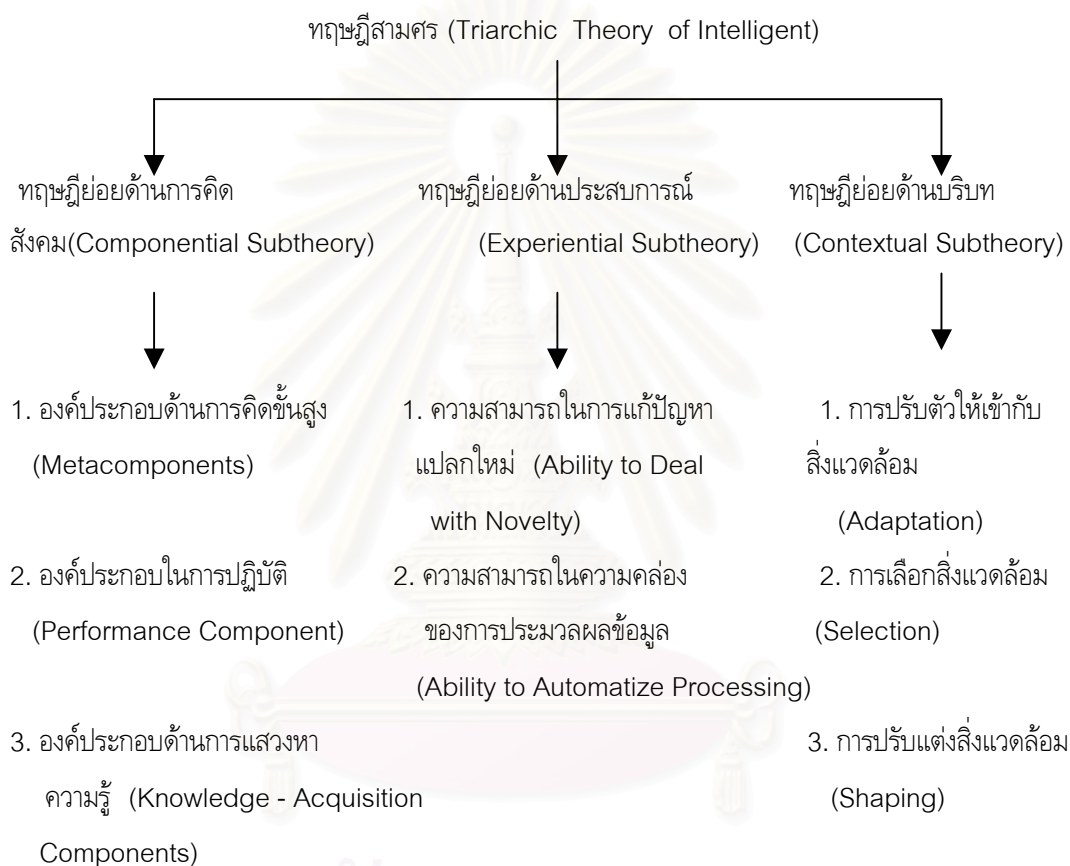 ทฤษฎีสามศร (Triarchic Theory of Intelligent)
ทฤษฎีย่อยด้านการคิด
สังคม(Componential Subtheory)
ทฤษฎีย่อยด้านประสบการณ์
(Experiential Subtheory)
ทฤษฎีย่อยด้านบริบท
(Contextual Subtheory)
1. องค์ประกอบด้านการคิดขั้นสูง
(Metacomponents)
2. องค์ประกอบในการปฏิบัติ
(Performance Component)
3. องค์ประกอบด้านการแสวงหา
ความรู้ (Knowledge - Acquisition
Components)
1. ความสามารถในการแก้ปัญหา
แปลกใหม่ (Ability to Deal
with Novelty)
2. ความสามารถในความคล่อง
ของการประมวลผลข้อมูล
(Ability to Automatize Processing)
1. การปรับตัวให้เข้ากับ
สิ่งแวดล้อม
(Adaptation)
2. การเลือกสิ่งแวดล้อม
(Selection)
3. การปรับแต่งสิ่งแวดล้อม
(Shaping)